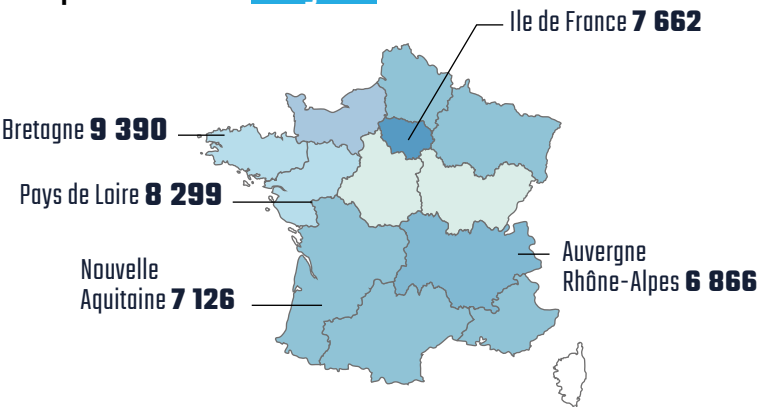 Ile de France 7 662
Bretagne 9 390
Pays de Loire 8 299
Auvergne
Rhône-Alpes 6 866
Nouvelle
Aquitaine 7 126